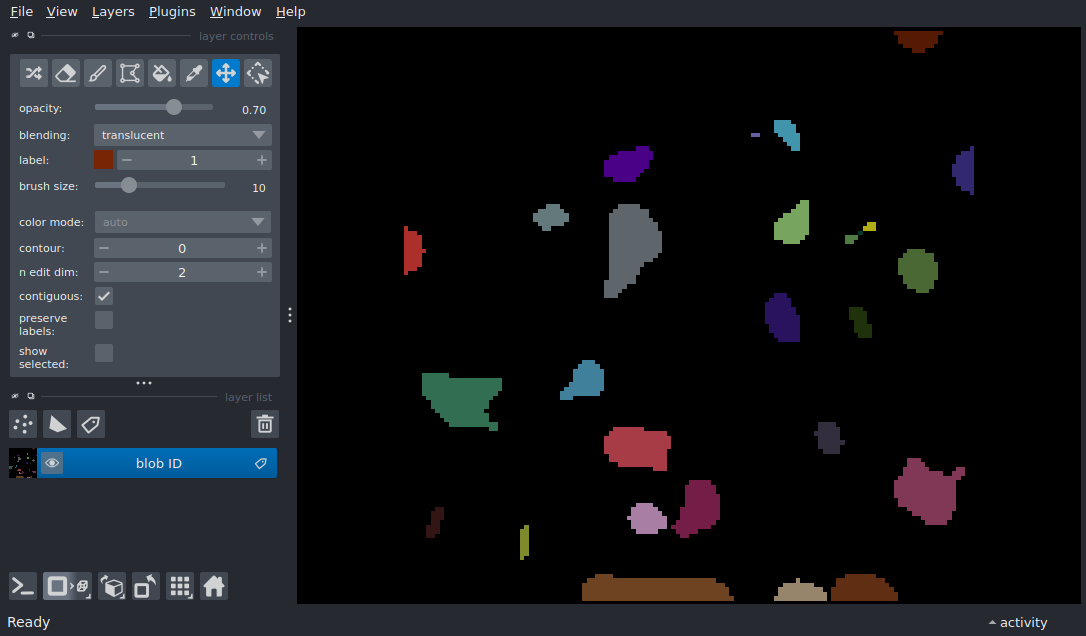 File View Layers Plugins Window Help
layer controls
opacity: 0.70
blending: translucent
label: 1
brush size: 10
color mode: auto
contour: 0
n edit dim: 2
contiguous:
preserve
labels:
show
selected:
layer list
blob ID
Ready
activity